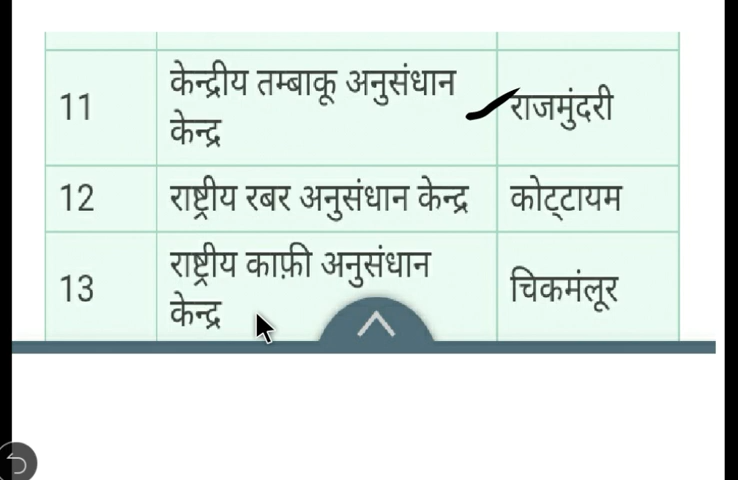 11 केन्द्रीय तम्बाकू अनुसंधान राजमुंदरी
केन्द्र
12 राष्ट्रीय रबर अनुसंधान केन्द्र कोट्टायम
13 राष्ट्रीय काफ़ी अनुसंधान चिकमंलूर
केन्द्र